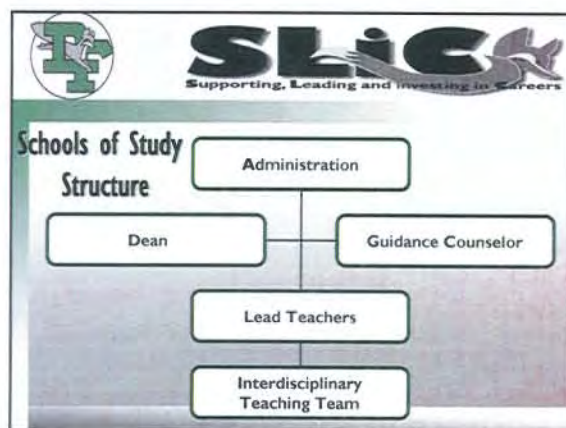 SLiC
Supporting, Leading and Investing in Careers
Schools of Study
Structure
Administration
Dean
Guidance Counselor
Lead Teachers
Interdisciplinary
Teaching Team